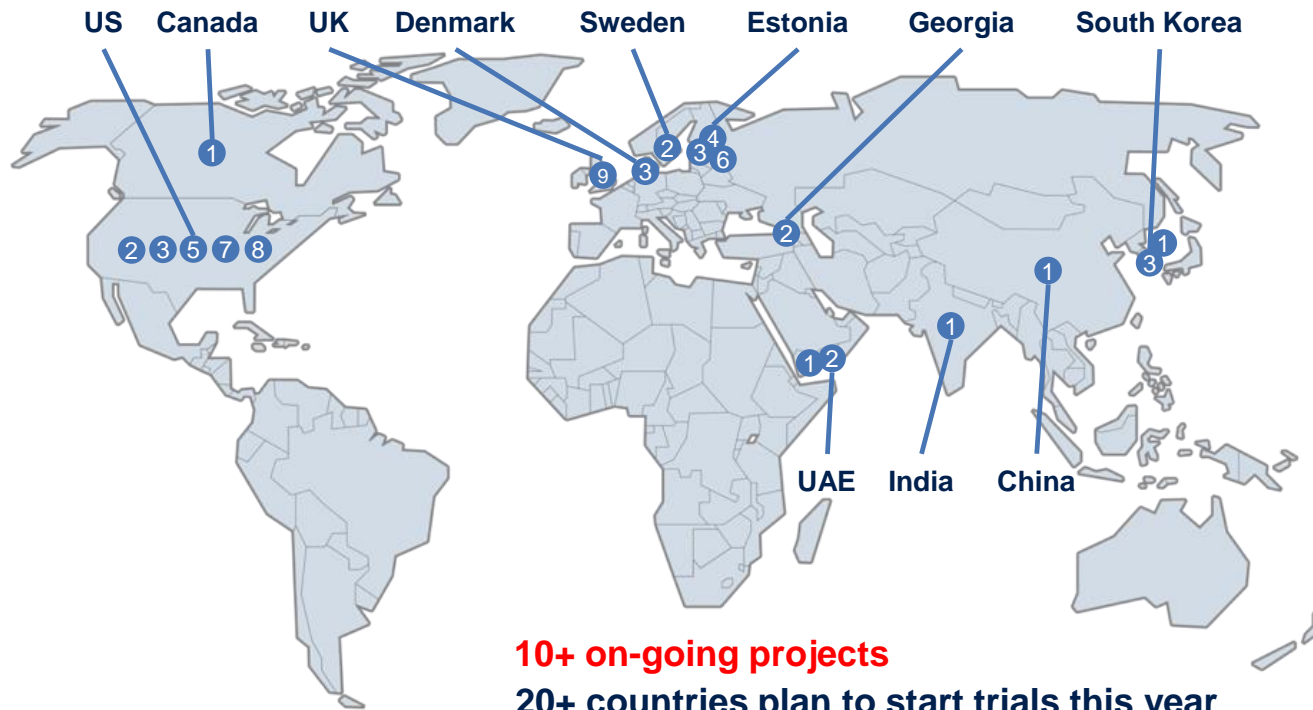 US Canada UK Denmark Sweden Estonia Georgia South Korea
1
2
3
4
6
9
3
2
2 3 5 7 8
1
3
1
1
1 2
UAE India China
10+ on-going projects
20+ countries plan to start trials this year